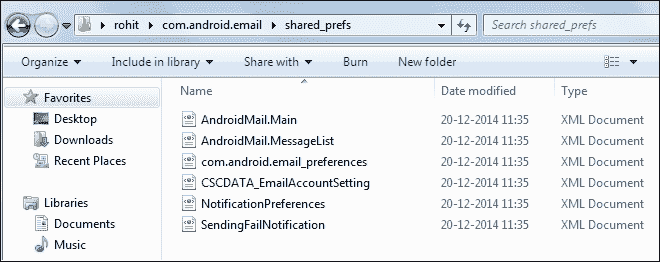 rohit com.android.email shared_prefs Search shared_prefs
Organize Include in library Share with Burn New folder
Favorites
Desktop
Downloads
Recent Places
Libraries
Documents
Music
Name Date modified Type
AndroidMail.Main 20-12-2014 11:35 XML Document
AndroidMail.MessageList 20-12-2014 11:35 XML Document
com.android.email_preferences 20-12-2014 11:35 XML Document
CSCDATA_EmailAccountSetting 20-12-2014 11:35 XML Document
NotificationPreferences 20-12-2014 11:35 XML Document
SendingFailNotification 20-12-2014 11:35 XML Document